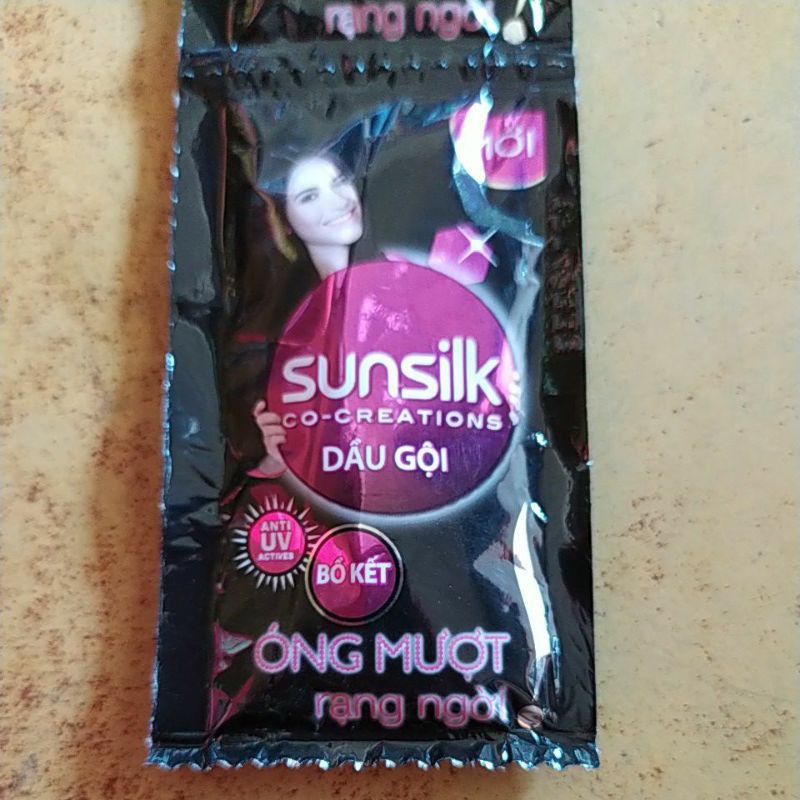 rạng ngời
MỚI
sunsilk
CO-CREATIONS
DẦU GỘI
ANTI
UV
ACTIVES
BỒ KẾT
ÓNG MƯỢT
rạng ngời